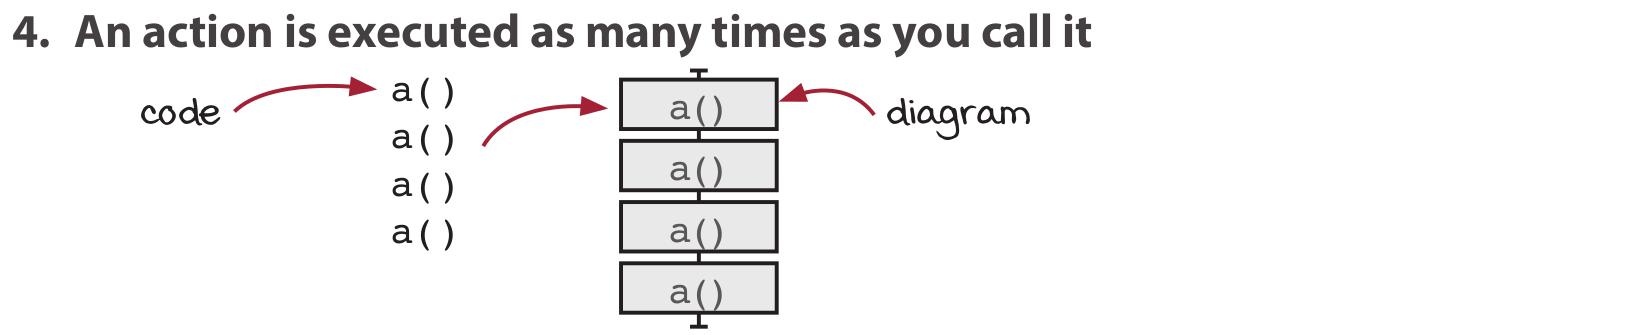 4. An action is executed as many times as you call it
code
a()
a()
a()
a()
a()
a()
a()
a()
diagram